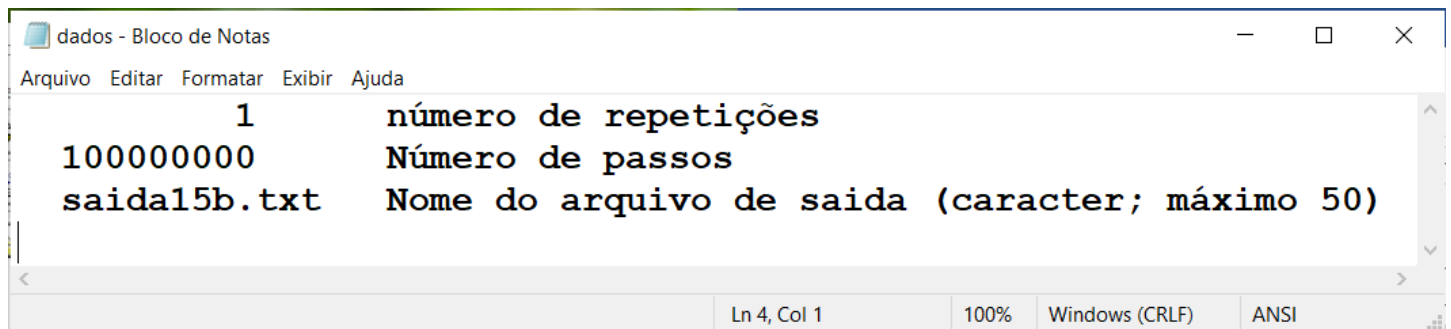 dados - Bloco de Notas
Arquivo Editar Formatar Exibir Ajuda
1 número de repetições
100000000 Número de passos
saida15b.txt Nome do arquivo de saida (caracter; máximo 50)
Ln 4, Col 1 100% Windows (CRLF) ANSI